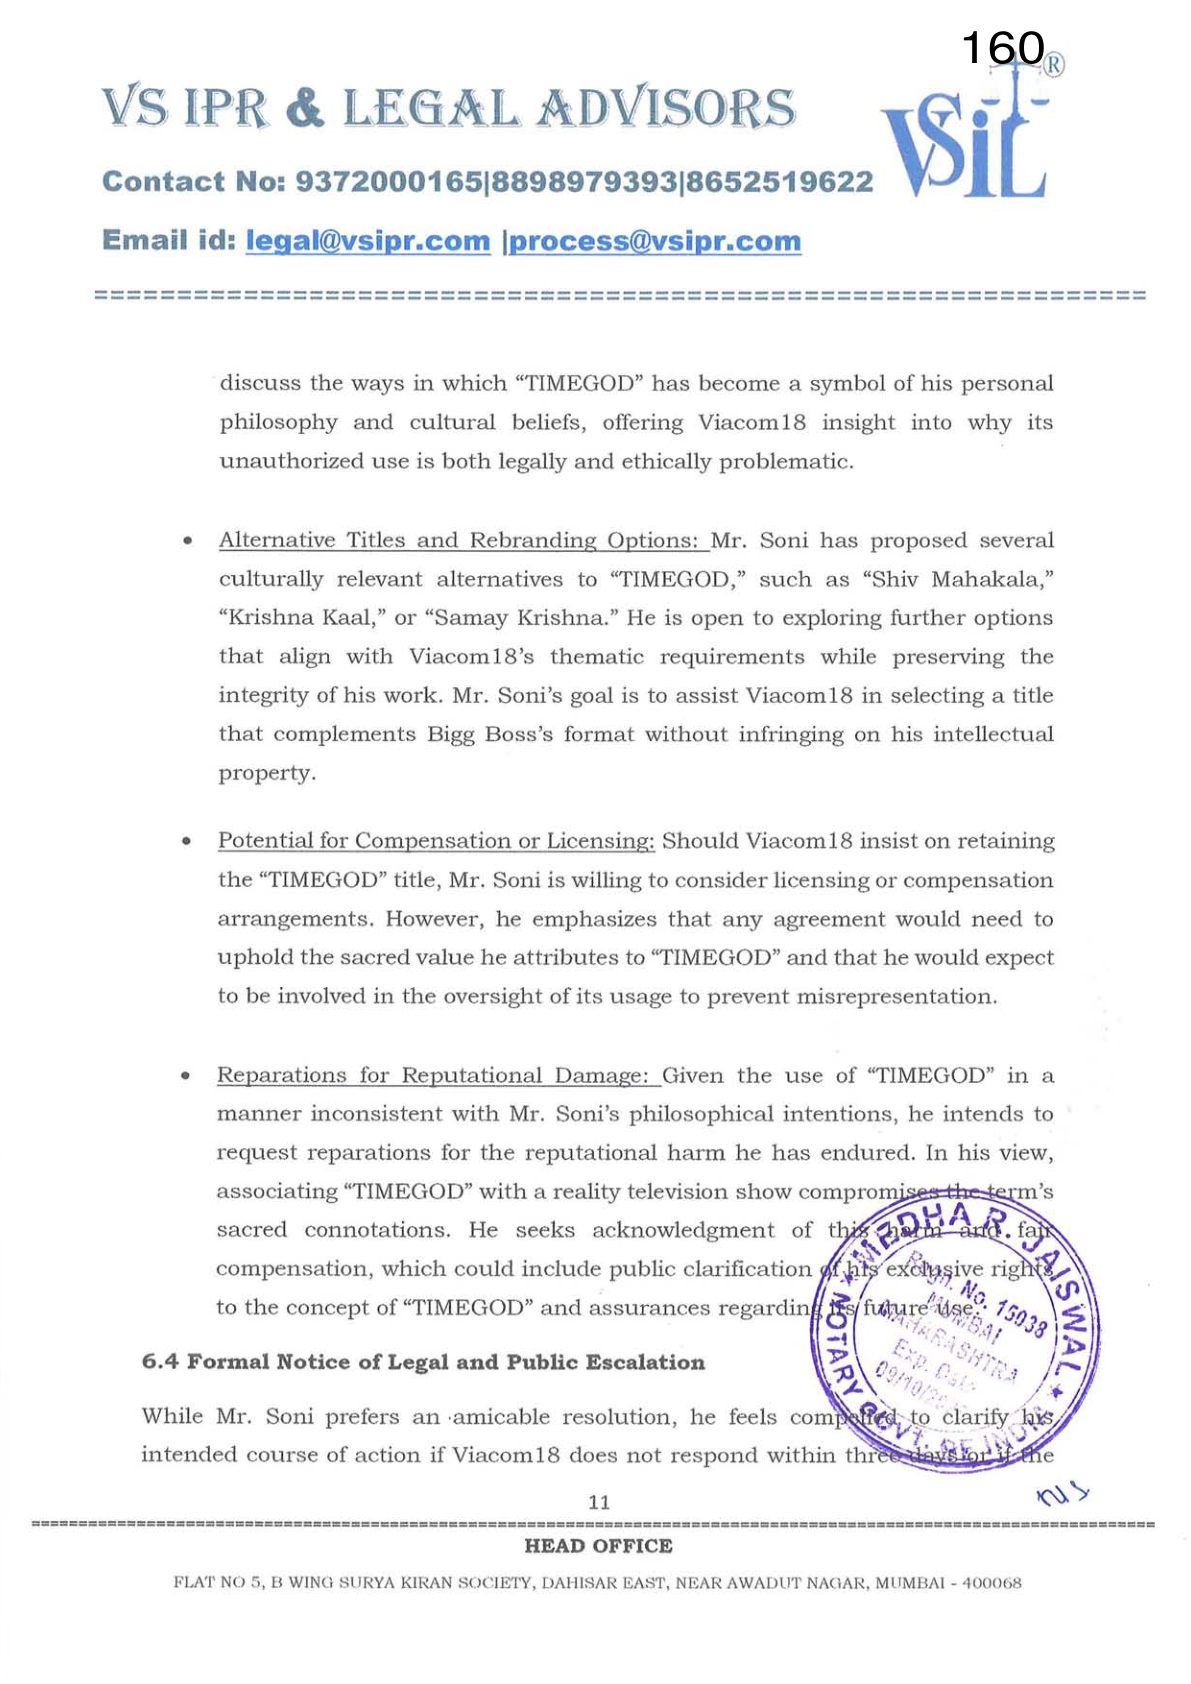 160
VS IPR & LEGAL ADVISORS
VSiL®
Contact No: 9372000165|8898979393|8652519622
Email id: legal@vsipr.com |process@vsipr.com
================================================================
discuss the ways in which “TIMEGOD” has become a symbol of his personal
philosophy and cultural beliefs, offering Viacom18 insight into why its
unauthorized use is both legally and ethically problematic.
• Alternative Titles and Rebranding Options: Mr. Soni has proposed several
culturally relevant alternatives to “TIMEGOD,” such as “Shiv Mahakala,”
“Krishna Kaal,” or “Samay Krishna.” He is open to exploring further options
that align with Viacom18’s thematic requirements while preserving the
integrity of his work. Mr. Soni’s goal is to assist Viacom18 in selecting a title
that complements Bigg Boss’s format without infringing on his intellectual
property.
• Potential for Compensation or Licensing: Should Viacom18 insist on retaining
the “TIMEGOD” title, Mr. Soni is willing to consider licensing or compensation
arrangements. However, he emphasizes that any agreement would need to
uphold the sacred value he attributes to “TIMEGOD” and that he would expect
to be involved in the oversight of its usage to prevent misrepresentation.
• Reparations for Reputational Damage: Given the use of “TIMEGOD” in a
manner inconsistent with Mr. Soni’s philosophical intentions, he intends to
request reparations for the reputational harm he has endured. In his view,
associating “TIMEGOD” with a reality television show compromises the term’s
sacred connotations. He seeks acknowledgment of this harm and fair
compensation, which could include public clarification of his exclusive rights
to the concept of “TIMEGOD” and assurances regarding its future use.
MEDHA R. JAISWAL
NOTARY GOVT. OF INDIA
Regn. No. 15038
MUMBAI
MAHARASHTRA
Exp. Date
09/10/
6.4 Formal Notice of Legal and Public Escalation
While Mr. Soni prefers an amicable resolution, he feels compelled to clarify his
intended course of action if Viacom18 does not respond within three days or if the
11
================================================================
HEAD OFFICE
FLAT NO 5, B WING SURYA KIRAN SOCIETY, DAHISAR EAST, NEAR AWADUT NAGAR, MUMBAI - 400068